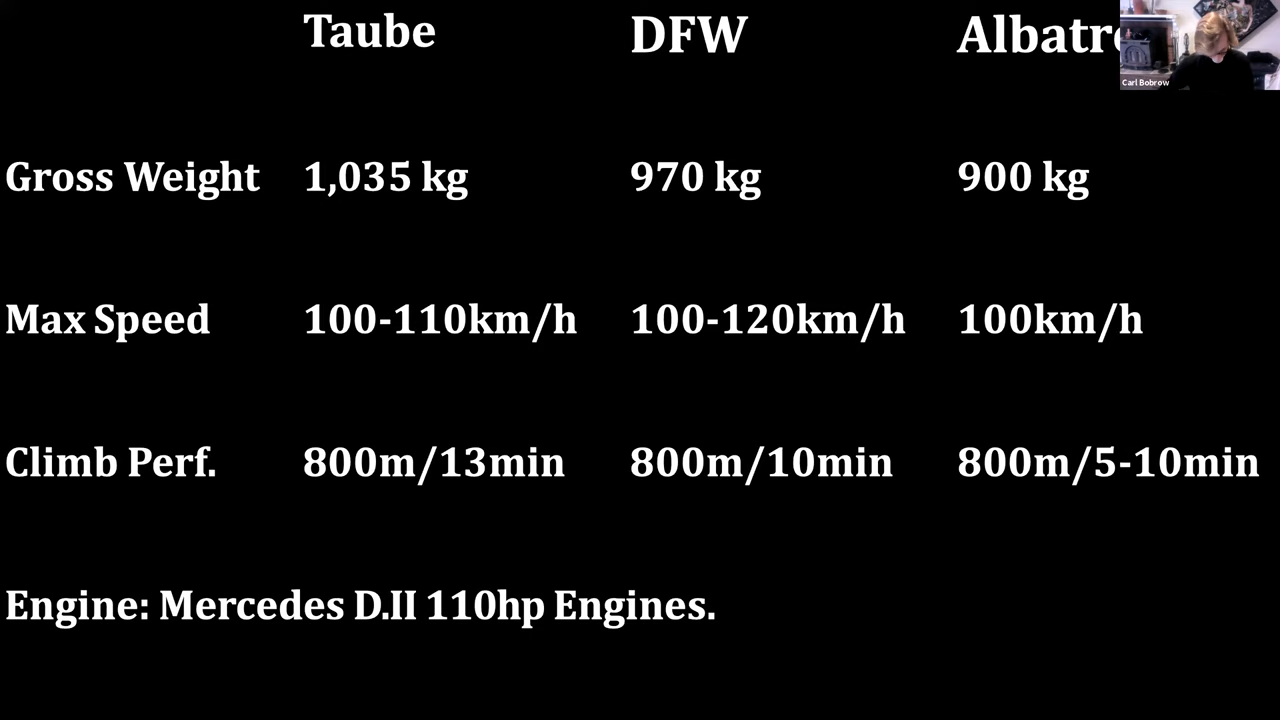 Taube DFW
Carl Bobrow
Gross Weight 1,035 kg 970 kg 900 kg
Max Speed 100-110km/h 100-120km/h 100km/h
Climb Perf. 800m/13min 800m/10min 800m/5-10min
Engine: Mercedes D.II 110hp Engines.